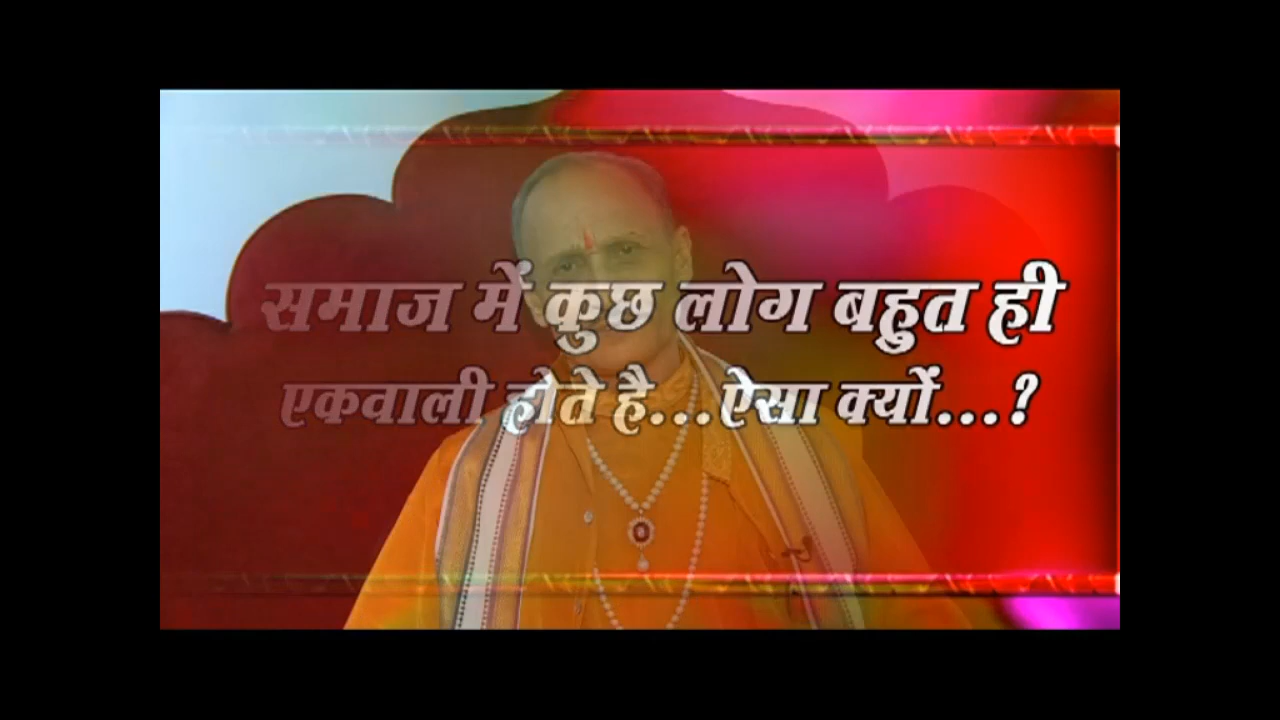 समाज में कुछ लोग बहुत ही
एकवाली होते है...ऐसा क्यों...?